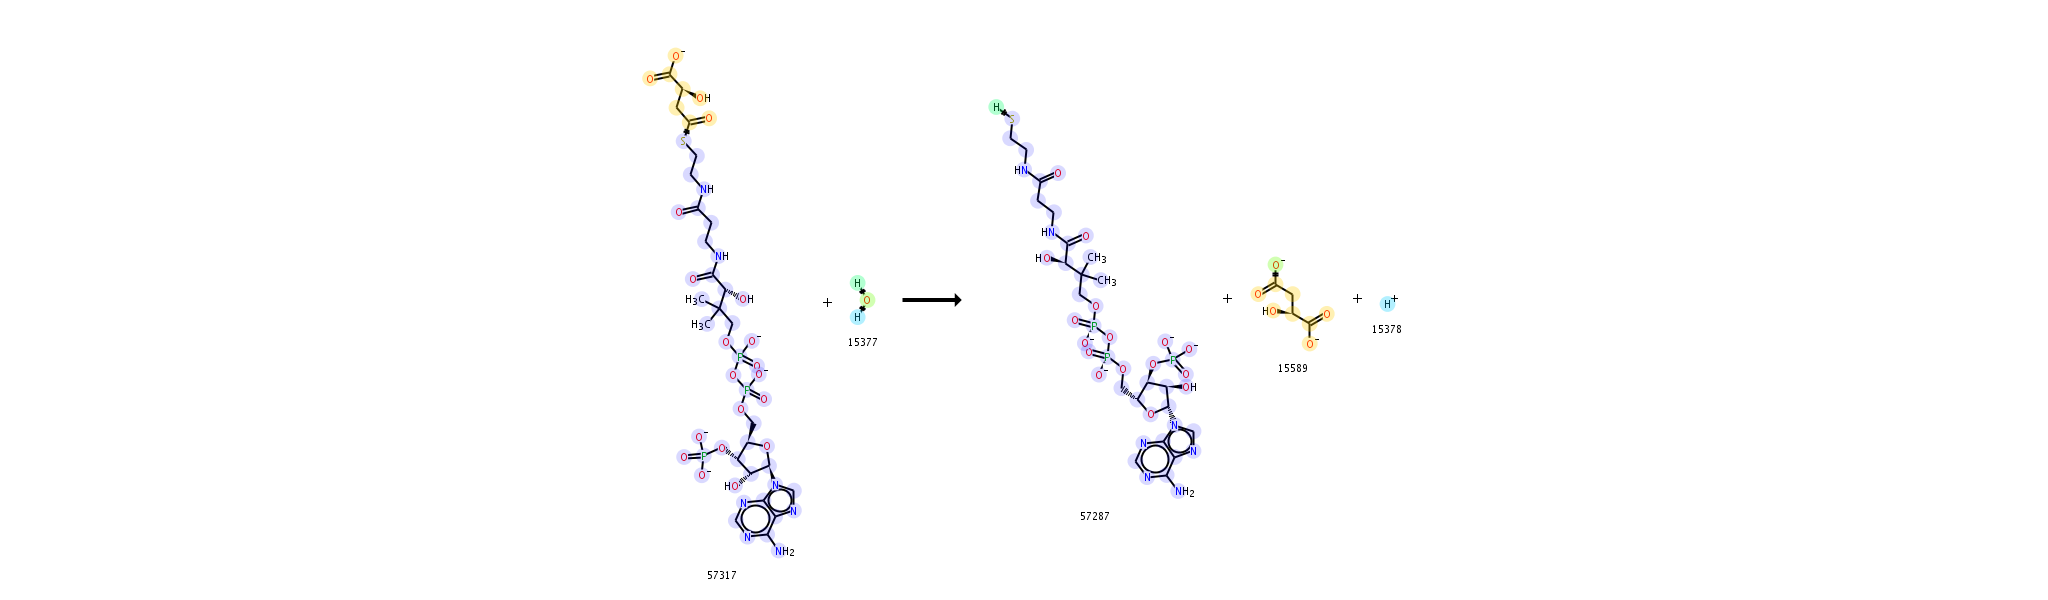 O-
O
OH
O
S
NH
O
NH
O
OH
H3C
H3C
O
O-
P
O
O
O-
P
O
O
O-
O
P
O
O-
O
HO
N
N
N
N
NH2
57317
+
H
O
H
15377
H
S
HN
O
HN
O
HO
CH3
CH3
O
O
P
O
O-
O
P
O
O-
O-
O-
O
P
O
OH
O
N
N
N
N
NH2
57287
+
O-
O
HO
O
O-
15589
+
H+
15378